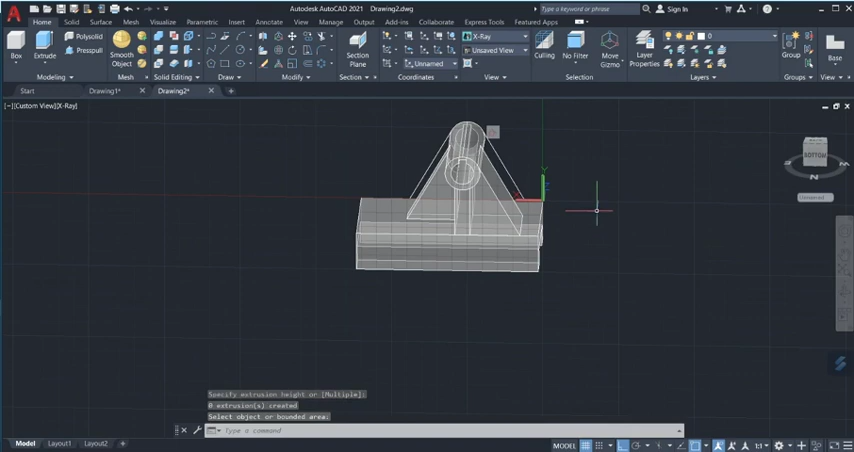 Autodesk AutoCAD 2021 Drawing2.dwg
Type a keyword or phrase
Sign In
Home Solid Surface Mesh Visualize Parametric Insert Annotate View Manage Output Add-ins Collaborate Express Tools Featured Apps
Box
Extrude
Polysolid
Presspull
Smooth
Object
X-Ray
Unsaved View
Unnamed
Culling
No Filter
Move
Gizmo
Section
Plane
Layer
Properties
0
Group
Base
Modeling
Mesh
Solid Editing
Draw
Modify
Section
Coordinates
View
Selection
Layers
Groups
View
Start
Drawing1*
Drawing2*
[−][Custom View][X-Ray]
Y
BOTTOM
N
Unnamed
Specify extrusion height or [Multiple]:
0 extrusion(s) created
Select object or bounded area:
Type a command
Model Layout1 Layout2
MODEL
1:1